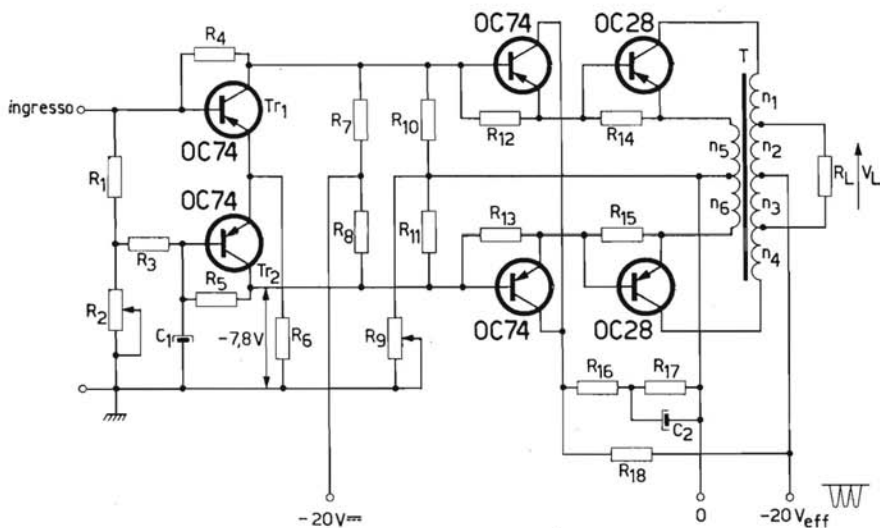 OC74
OC28
R4
T
ingresso
Tr1
R7
R10
n1
OC74
R12
R14
n5
n2
RL
VL
R1
OC74
n6
n3
R13
R15
R8
R11
n4
R3
R5
Tr2
R2
C1
-7,8V
R6
R9
OC74
OC28
R16
R17
C2
R18
-20V
0
-20Veff